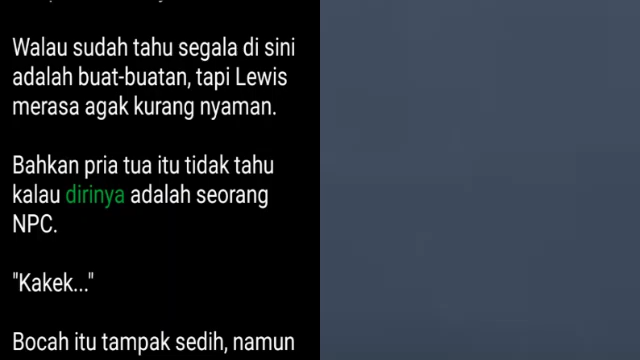 Walau sudah tahu segala di sini
adalah buat-buatan, tapi Lewis
merasa agak kurang nyaman.
Bahkan pria tua itu tidak tahu
kalau dirinya adalah seorang
NPC.
"Kakek..."
Bocah itu tampak sedih, namun